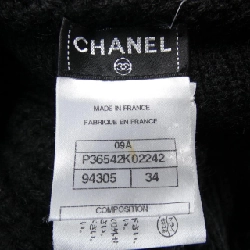 CHANEL
MADE IN FRANCE
FABRIQUE EN FRANCE
09A
P36542K02242
94305 34
COMPOSITION